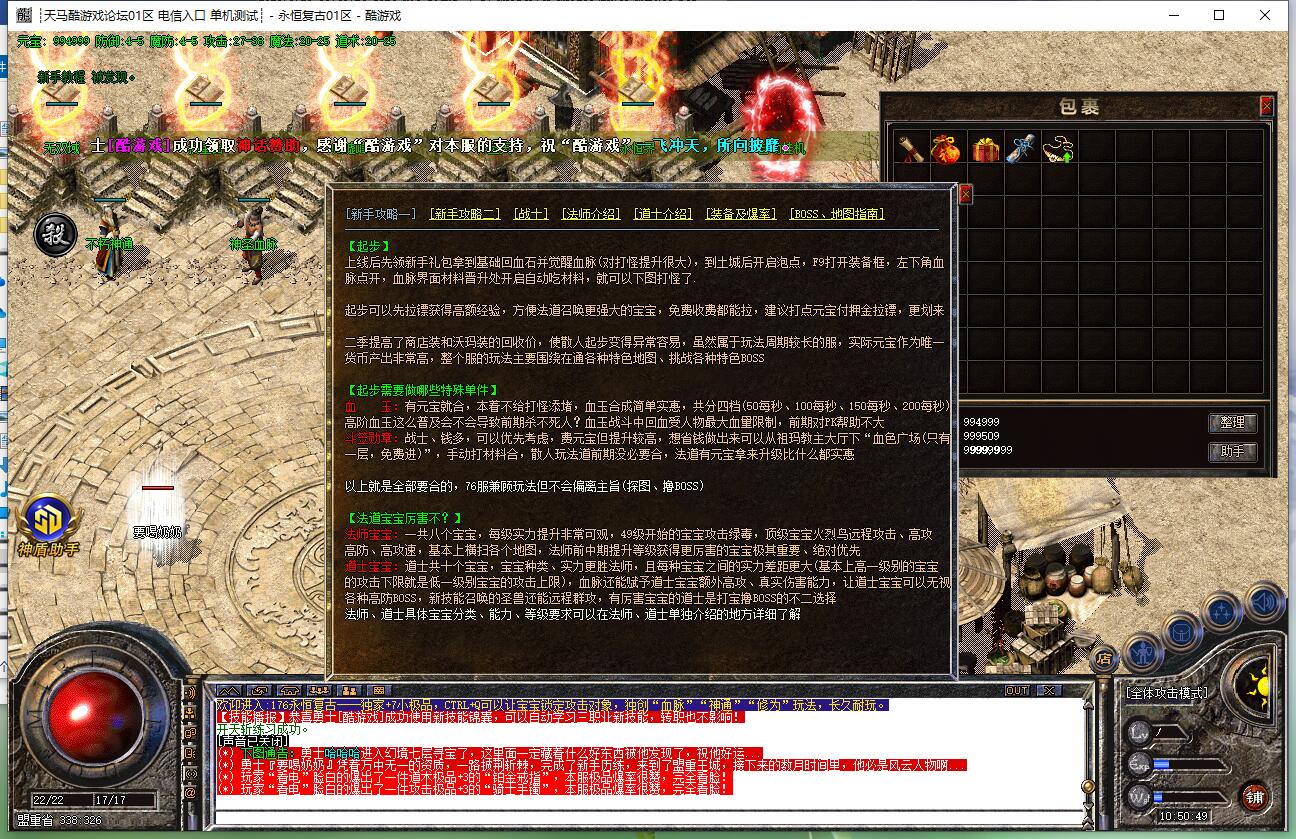 天马酷游戏论坛01区 电信入口 单机测试 - 永恒复古01区 - 酷游戏
元宝: 994999 防御:4-5 魔防:4-5 攻击:27-38 魔法:20-25 道术:20-25
新手教程 被发现。
士[酷游戏]成功领取神话赞助，感谢“酷游戏”对本服的支持，祝“酷游戏”
飞冲天，所向披靡
包裹
杀
不朽神通
神圣血脉
[新手攻略一] [新手攻略二] [战士] [法师介绍] [道士介绍] [装备及爆率] [BOSS、地图指南]
【起步】
上线后先领新手礼包拿到基础回血石并觉醒血脉(对打怪提升很大)，到土城后开启泡点，F9打开装备框，左下角血
脉点开，血脉界面材料晋升处开启自动吃材料，就可以下图打怪了.
起步可以先拉镖获得高额经验，方便法道召唤更强大的宝宝，免费收费都能拉，建议打点元宝付押金拉镖，更划来
二季提高了商店装和沃玛装的回收价，使散人起步变得异常容易，虽然属于玩法周期较长的服，实际元宝作为唯一
货币产出非常高，整个服的玩法主要围绕在通各种特色地图、挑战各种特色BOSS
【起步需要做哪些特殊单件】
血　玉：有元宝就合，本着不给打怪添堵，血玉合成简单实惠，共分四档(50每秒、100每秒、150每秒、200每秒)
高阶血玉这么普及会不会导致前期杀不死人？血玉战斗中回血受人物最大血量限制，前期对PK帮助不大
斗笠勋章：战士、钱多，可以优先考虑，费元宝但提升较高，想省钱做出来可以从祖玛教主大厅下“血色广场(只有
一层，免费进)”，手动打材料合，散人玩法道前期没必要合，法道有元宝拿来升级比什么都实惠
以上就是全部要合的，76服兼顾玩法但不会偏离主旨(探图、撸BOSS)
【法道宝宝厉害不？】
法师宝宝：一共八个宝宝，每级实力提升非常可观，49级开始的宝宝攻击绿毒，顶级宝宝火烈鸟远程攻击、高攻
高防、高攻速，基本上横扫各个地图，法师前中期提升等级获得更厉害的宝宝极其重要、绝对优先
道士宝宝：道士共十个宝宝，宝宝种类、实力更胜法师，且每种宝宝之间的实力差距更大(基本上高一级别的宝宝
的攻击下限就是低一级别宝宝的攻击上限)，血脉还能赋予道士宝宝额外高攻、真实伤害能力，让道士宝宝可以无视
各种高防BOSS，新技能召唤的圣兽还能远程群攻，有厉害宝宝的道士是打宝撸BOSS的不二选择
法师、道士具体宝宝分类、能力、等级要求可以在法师、道士单独介绍的地方详细了解
994999
999509
99999999
整理
助手
要喝奶奶
神盾助手
店
OUT
欢迎进入:176永恒复古——独家+7小极品，CTRL+Q可以让宝宝锁定攻击对象，独创“血脉”“神通”“修为”玩法，长久耐玩。
【技能播报】恭喜勇士[酷游戏]成功使用新技能锦囊，可以自动学习三职业新技能，转职也不影响！
开天斩练习成功。
[声音已关闭]
(*) 下图通告：勇士哈哈哈进入幻境七层寻宝了，这里面一定藏着什么好东西被他发现了，祝他好运....
(*) 勇士『要喝奶奶』凭着万中无一的资质，一路披荆斩棘，完成了新手历练，来到了盟重土城，接下来的数月时间里，他必是风云人物啊...
(*) 玩家“看电”脸白的爆出了一件道术极品+3的“铂金戒指”，本服极品爆率很赞，完全看脸！
(*) 玩家“看电”脸白的爆出了一件攻击极品+3的“骑士手镯”，本服极品爆率很赞，完全看脸！
22/22 17/17
盟重省 338:326
[全体攻击模式]
Lv 7
Exp
W
铺
10:50:49